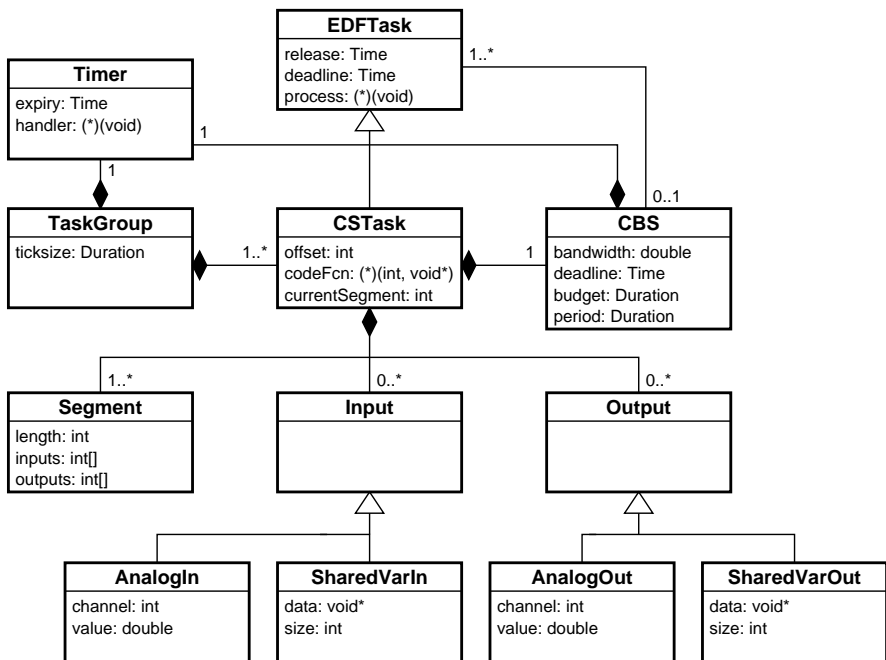 EDFTask
release: Time
deadline: Time
process: (*)(void)
1..*
Timer
expiry: Time
handler: (*)(void)
1
1
0..1
TaskGroup
ticksize: Duration
1..*
CSTask
offset: int
codeFcn: (*)(int, void*)
currentSegment: int
1
CBS
bandwidth: double
deadline: Time
budget: Duration
period: Duration
1..*
0..*
0..*
Segment
length: int
inputs: int[]
outputs: int[]
Input
Output
AnalogIn
channel: int
value: double
SharedVarIn
data: void*
size: int
AnalogOut
channel: int
value: double
SharedVarOut
data: void*
size: int